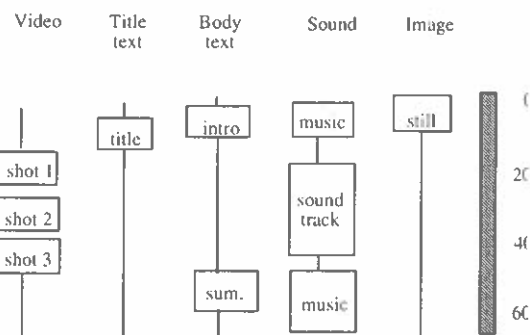 Video
Title
text
Body
text
Sound
Image
title
intro
music
still
shot 1
shot 2
shot 3
sound
track
sum.
music
20
40
60